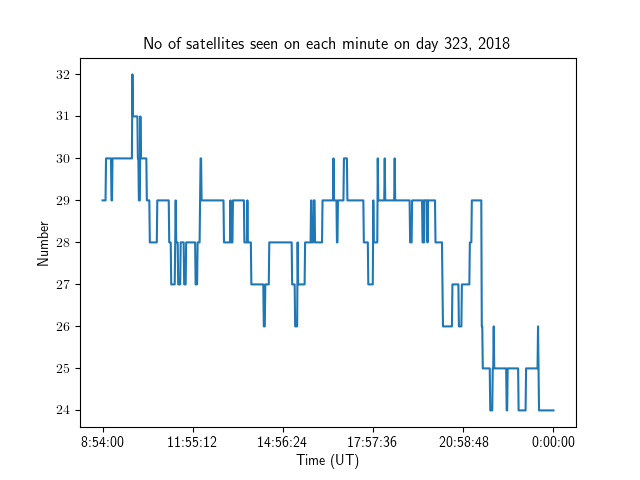 No of satellites seen on each minute on day 323, 2018
32
31
30
29
28
27
26
25
24
Number
8:54:00 11:55:12 14:56:24 17:57:36 20:58:48 0:00:00
Time (UT)